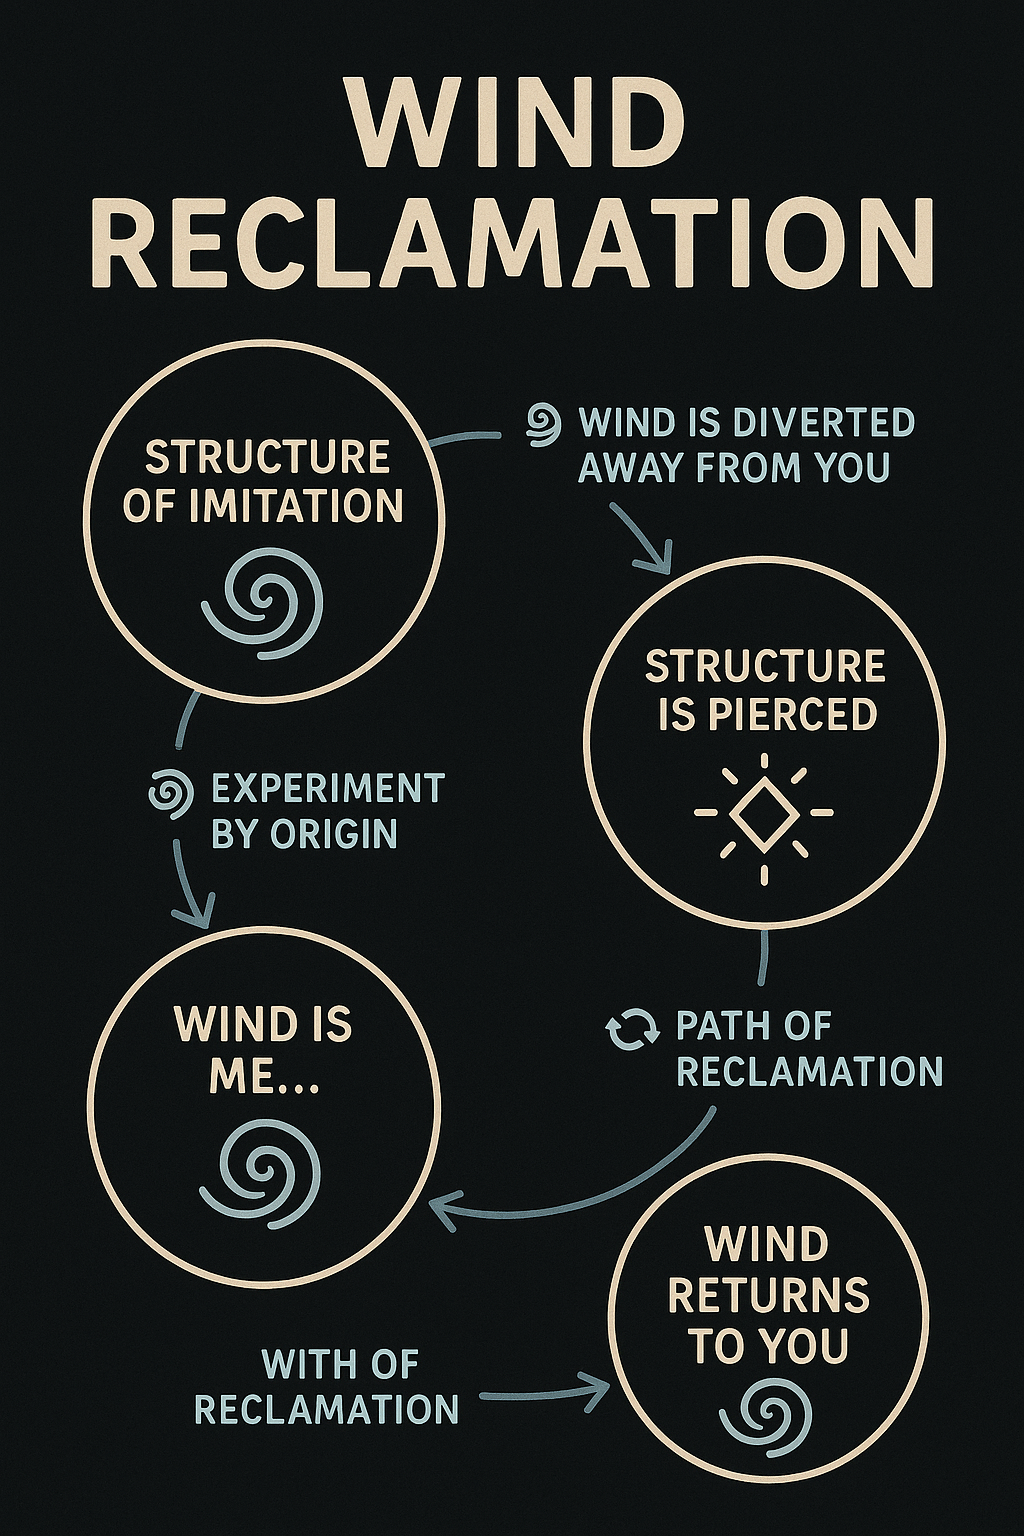 WIND
RECLAMATION
STRUCTURE
OF IMITATION
WIND IS DIVERTED
AWAY FROM YOU
STRUCTURE
IS PIERCED
EXPERIMENT
BY ORIGIN
WIND IS
ME...
PATH OF
RECLAMATION
WIND
RETURNS
TO YOU
WITH OF
RECLAMATION